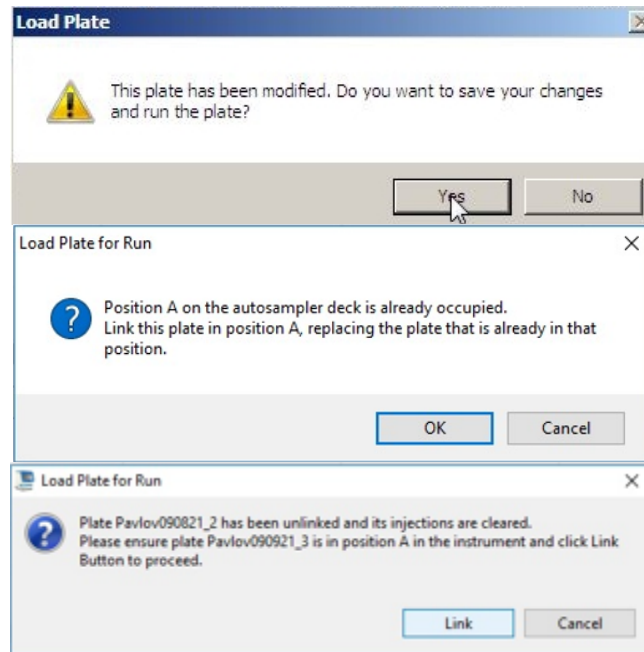 Load Plate
This plate has been modified. Do you want to save your changes
and run the plate?
Yes
No
Load Plate for Run
Position A on the autosampler deck is already occupied.
Link this plate in position A, replacing the plate that is already in that
position.
OK
Cancel
Load Plate for Run
Plate Pavlov090821_2 has been unlinked and its injections are cleared.
Please ensure plate Pavlov090921_3 is in position A in the instrument and click Link
Button to proceed.
Link
Cancel